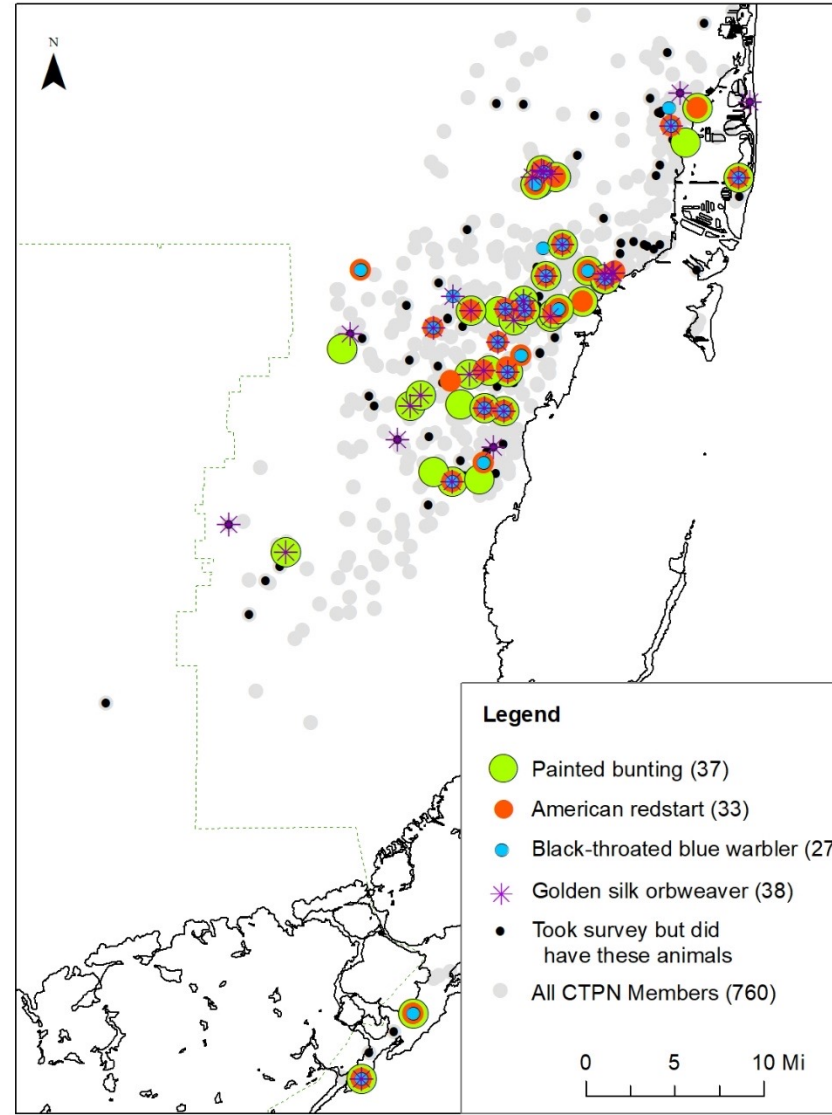 N
Legend
Painted bunting (37)
American redstart (33)
Black-throated blue warbler (27
Golden silk orbweaver (38)
Took survey but did
have these animals
All CTPN Members (760)
0 5 10 Mi